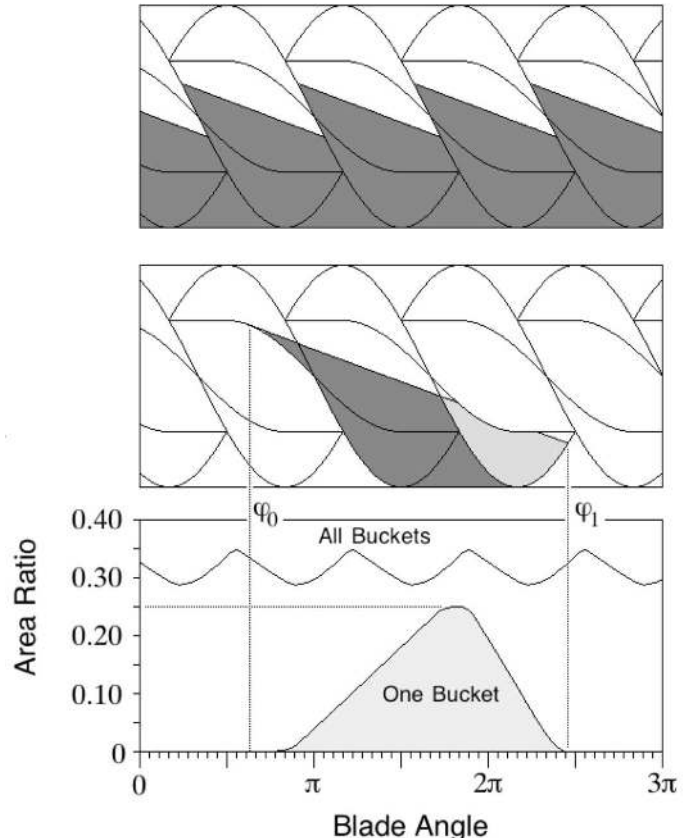 φ₀
φ₁
0.40
All Buckets
0.30
0.20
0.10
One Bucket
0
Area Ratio
0
π
2π
3π
Blade Angle